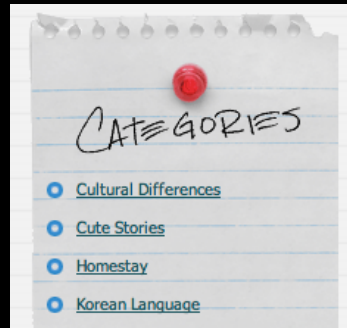 CATEGORIES
Cultural Differences
Cute Stories
Homestay
Korean Language